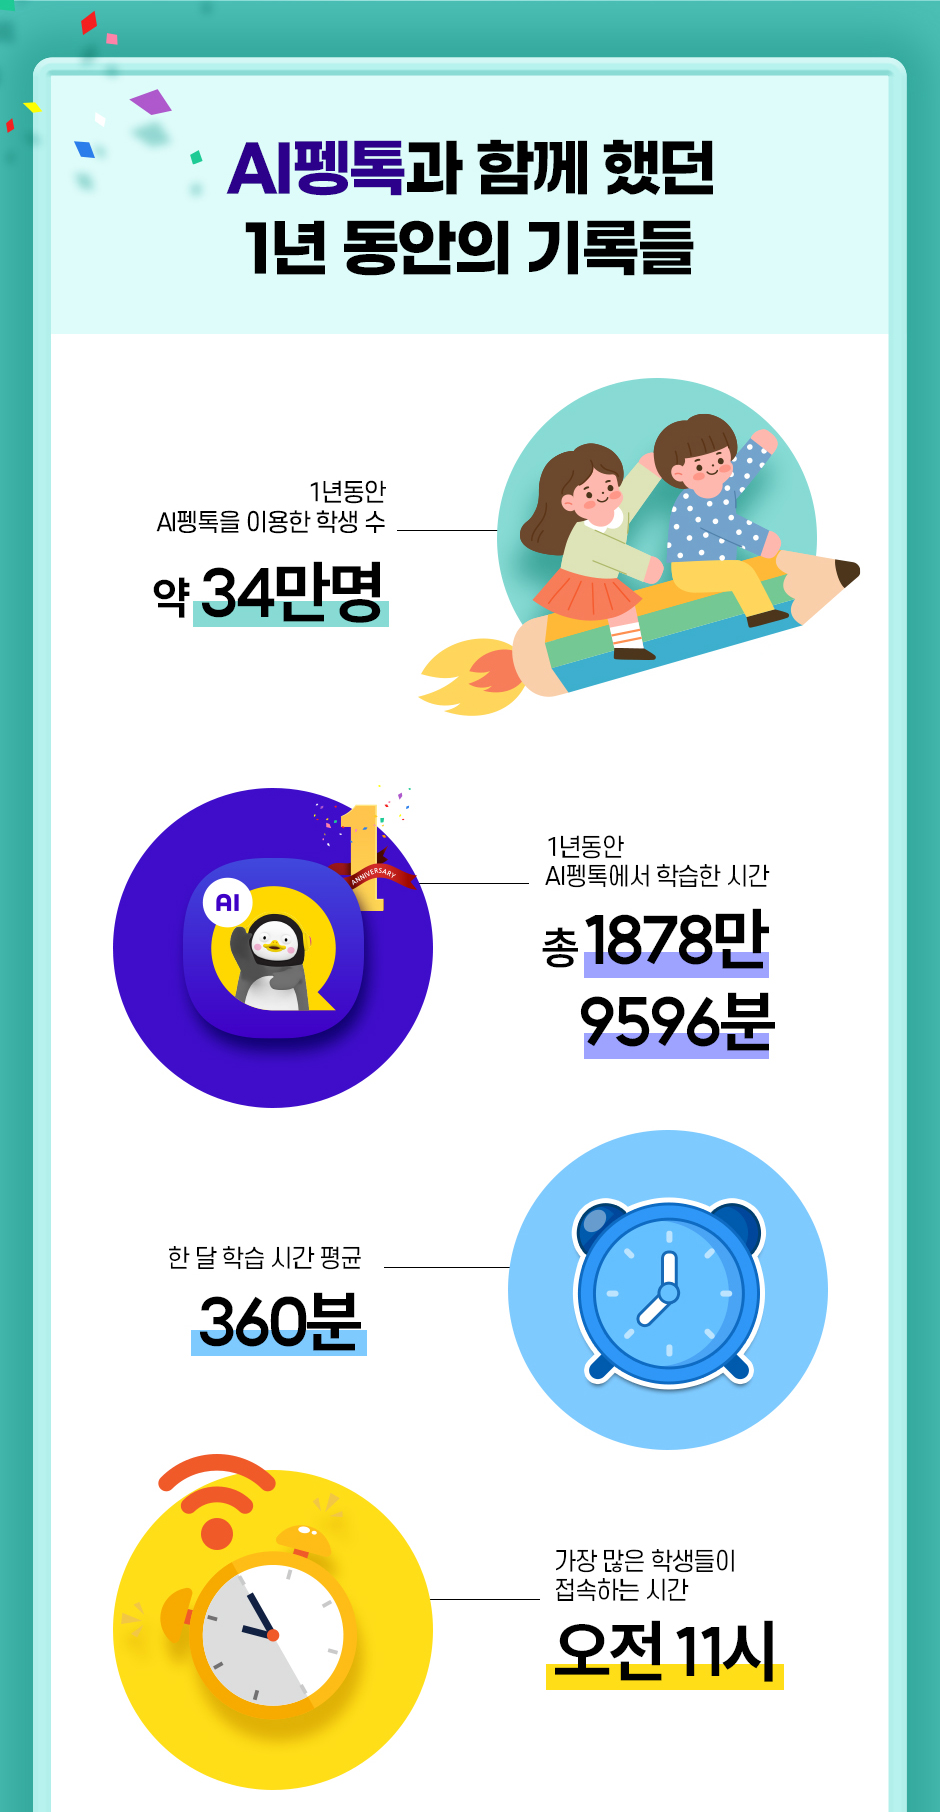 AI펭톡과 함께 했던
1년 동안의 기록들
1년동안
AI펭톡을 이용한 학생 수
약 34만명
1
ANNIVERSARY
AI
1년동안
AI펭톡에서 학습한 시간
총 1878만
9596분
한 달 학습 시간 평균
360분
가장 많은 학생들이
접속하는 시간
오전 11시